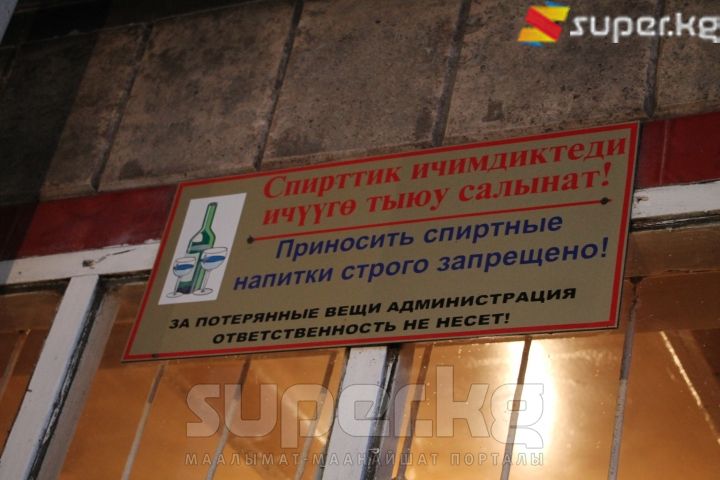 super.kg
Спирттик ичимдиктеди
ичүүгө тыюу салынат!
Приносить спиртные
напитки строго запрещено!
ЗА ПОТЕРЯННЫЕ ВЕЩИ АДМИНИСТРАЦИЯ
ОТВЕТСТВЕННОСТЬ НЕ НЕСЕТ!
super.kg
МААЛЫМАТ-МААНАЙШАТ ПОРТАЛЫ